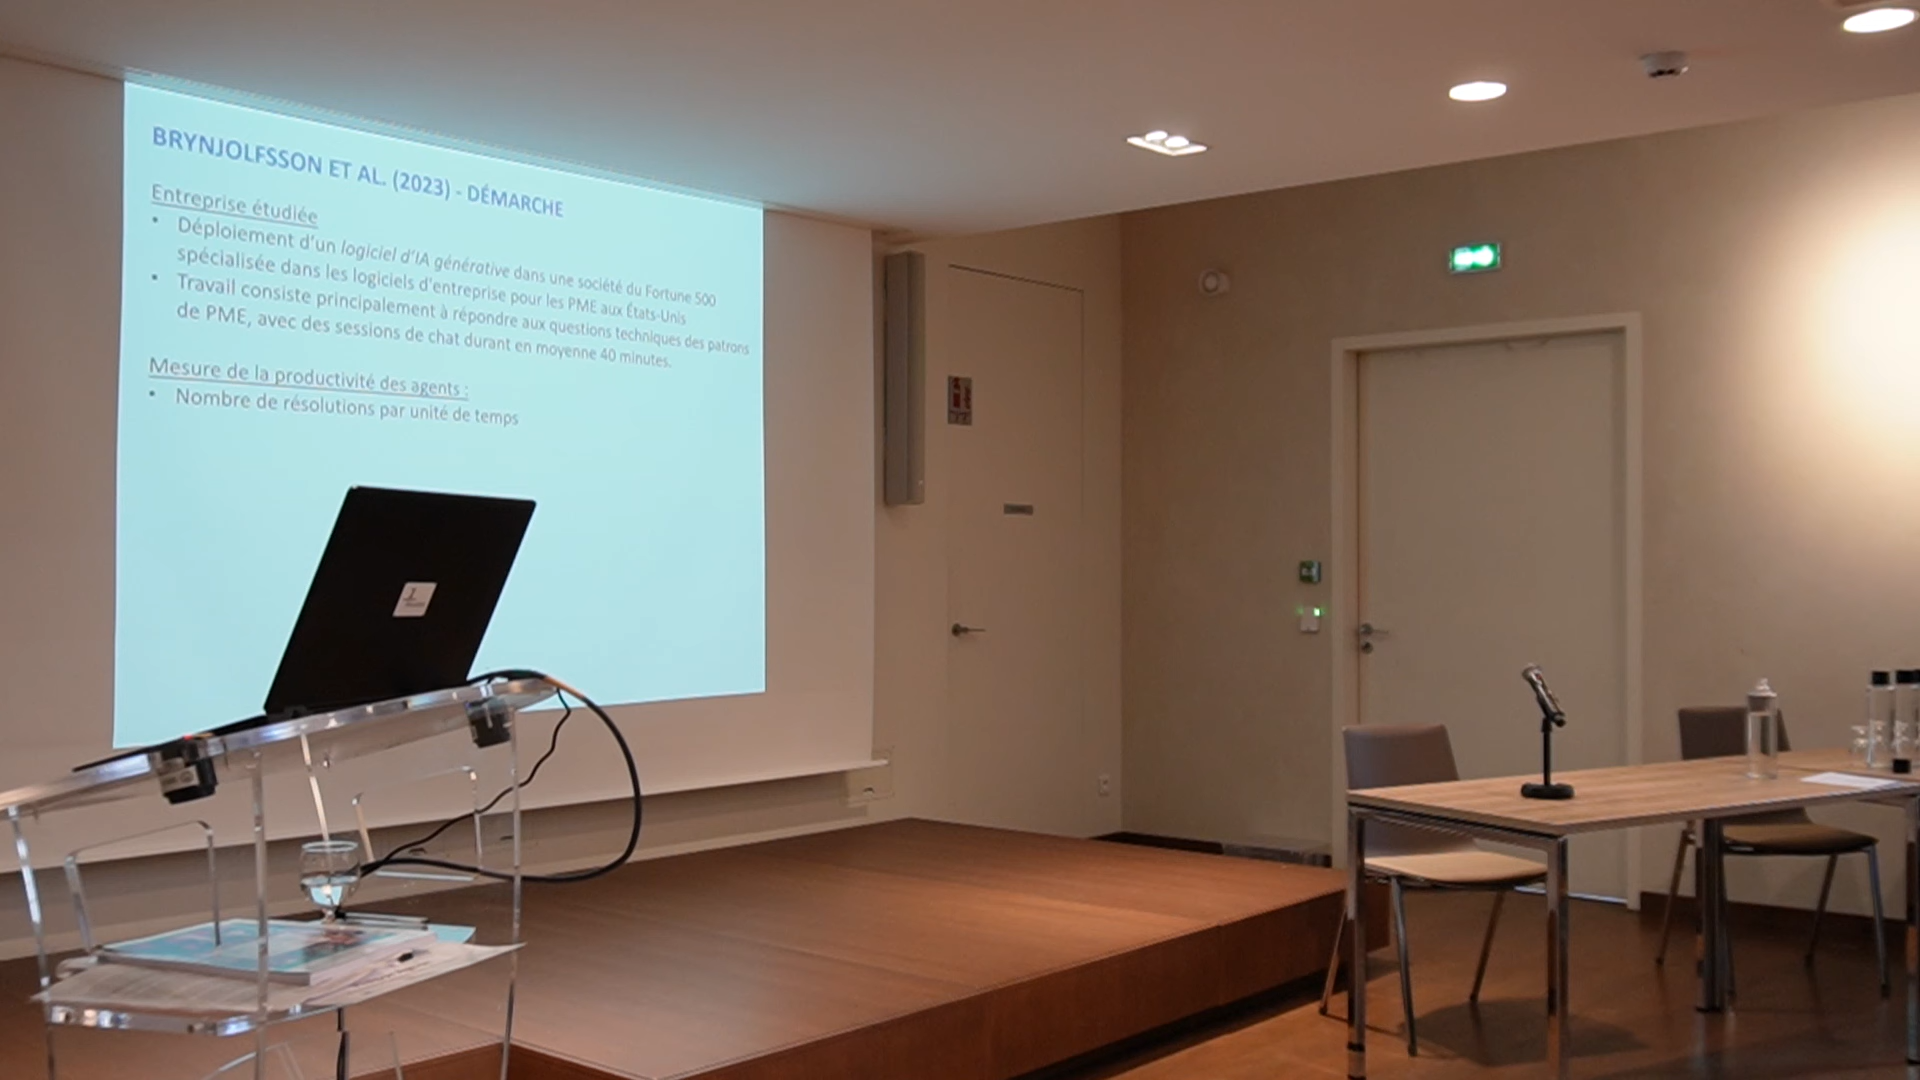 BRYNJOLFSSON ET AL. (2023) - DÉMARCHE
Entreprise étudiée
• Déploiement d’un logiciel d’IA générative dans une société du Fortune 500
spécialisée dans les logiciels d’entreprise pour les PME aux États-Unis
• Travail consiste principalement à répondre aux questions techniques des patrons
de PME, avec des sessions de chat durant en moyenne 40 minutes.
Mesure de la productivité des agents :
• Nombre de résolutions par unité de temps